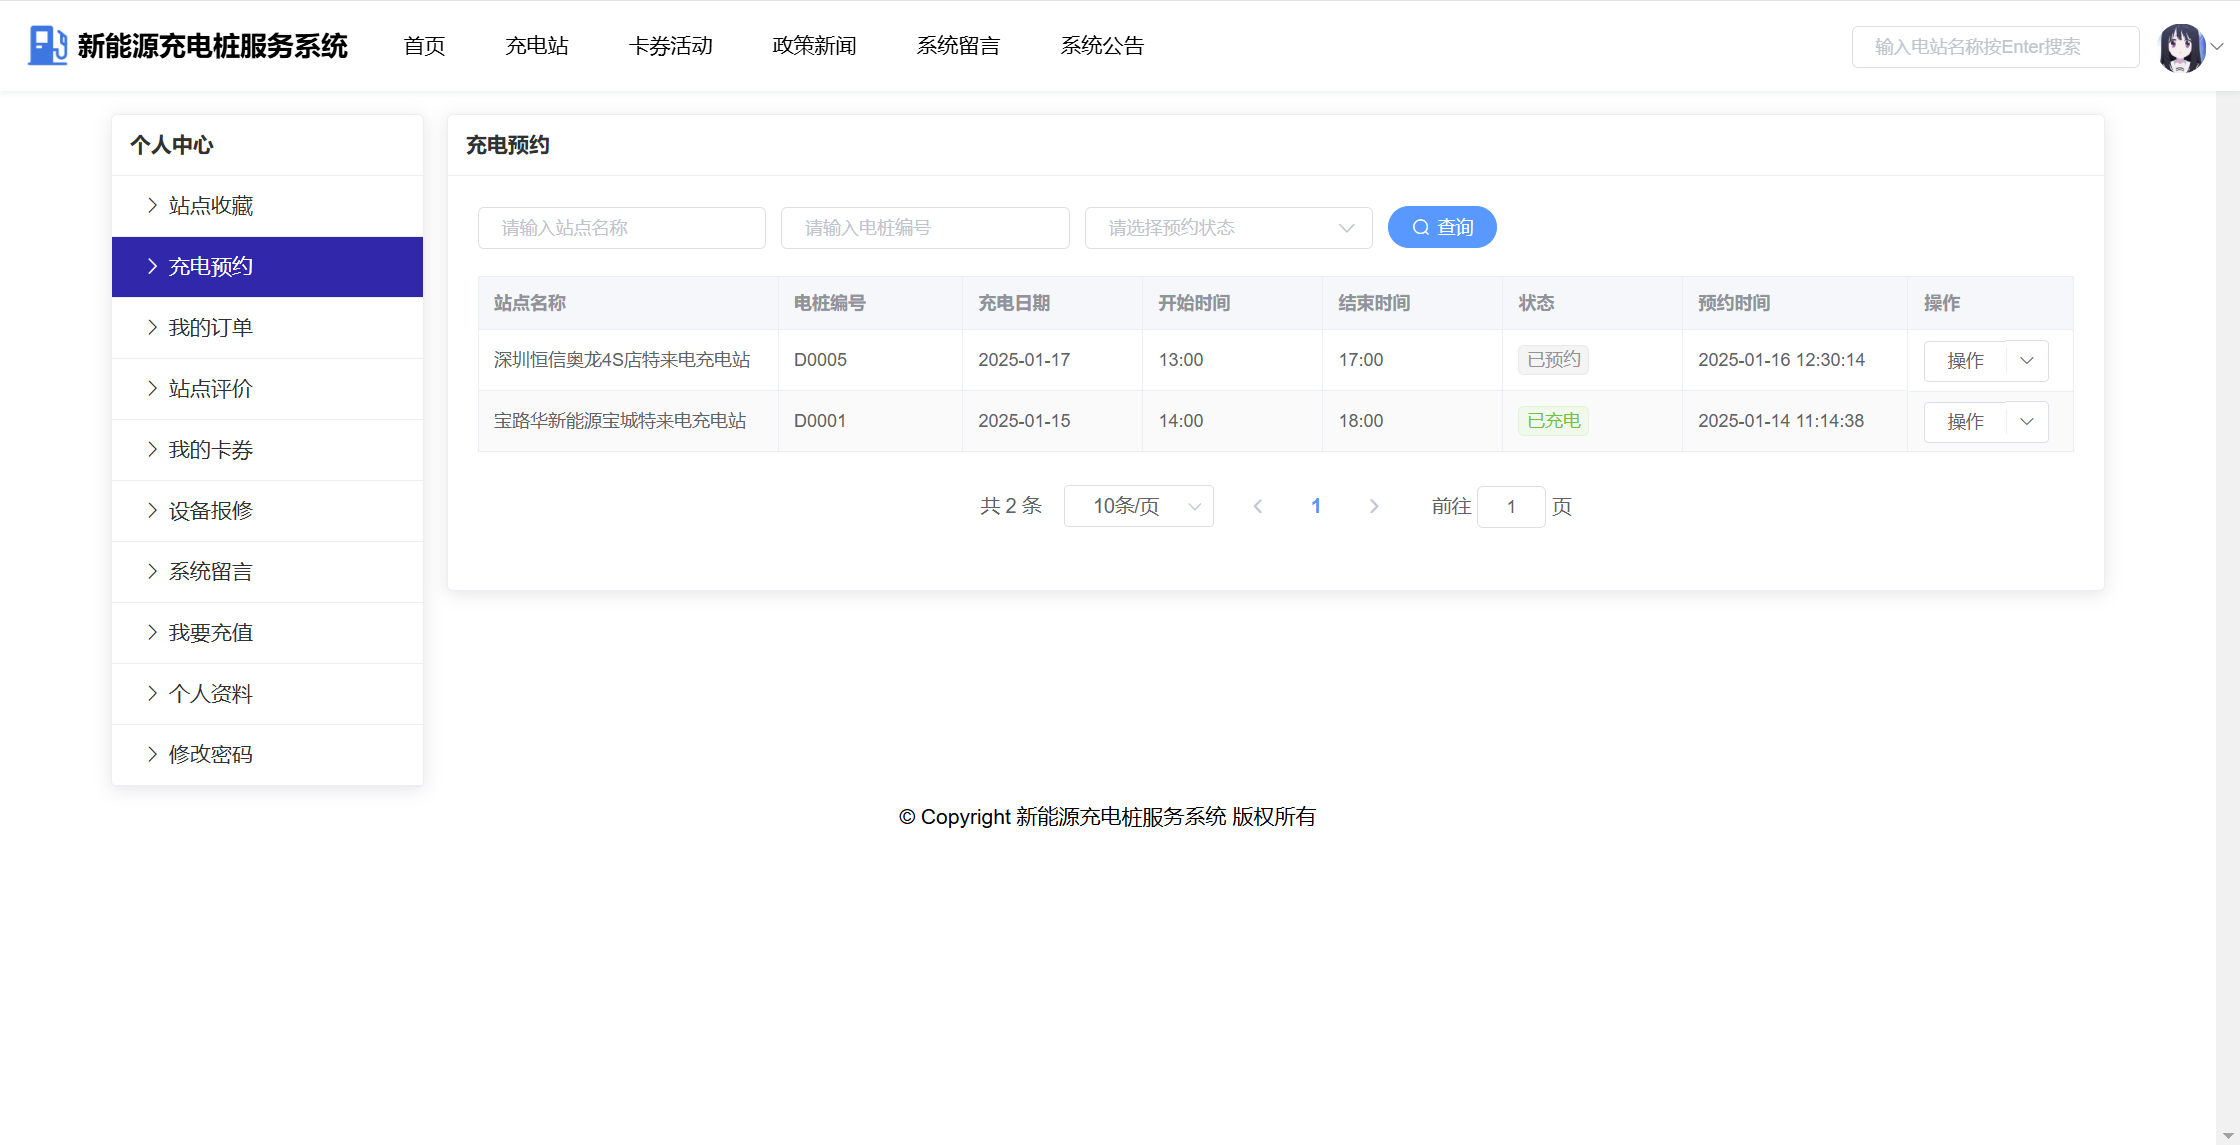 新能源充电桩服务系统 首页 充电站 卡券活动 政策新闻 系统留言 系统公告 输入电站名称按Enter搜索
个人中心
站点收藏
充电预约
我的订单
站点评价
我的卡券
设备报修
系统留言
我要充值
个人资料
修改密码
充电预约
请输入站点名称 请输入电桩编号 请选择预约状态 查询
站点名称 电桩编号 充电日期 开始时间 结束时间 状态 预约时间 操作
深圳恒信奥龙4S店特来电充电站 D0005 2025-01-17 13:00 17:00 已预约 2025-01-16 12:30:14 操作
宝路华新能源宝城特来电充电站 D0001 2025-01-15 14:00 18:00 已充电 2025-01-14 11:14:38 操作
共 2 条 10条/页 1 前往 1 页
© Copyright 新能源充电桩服务系统 版权所有